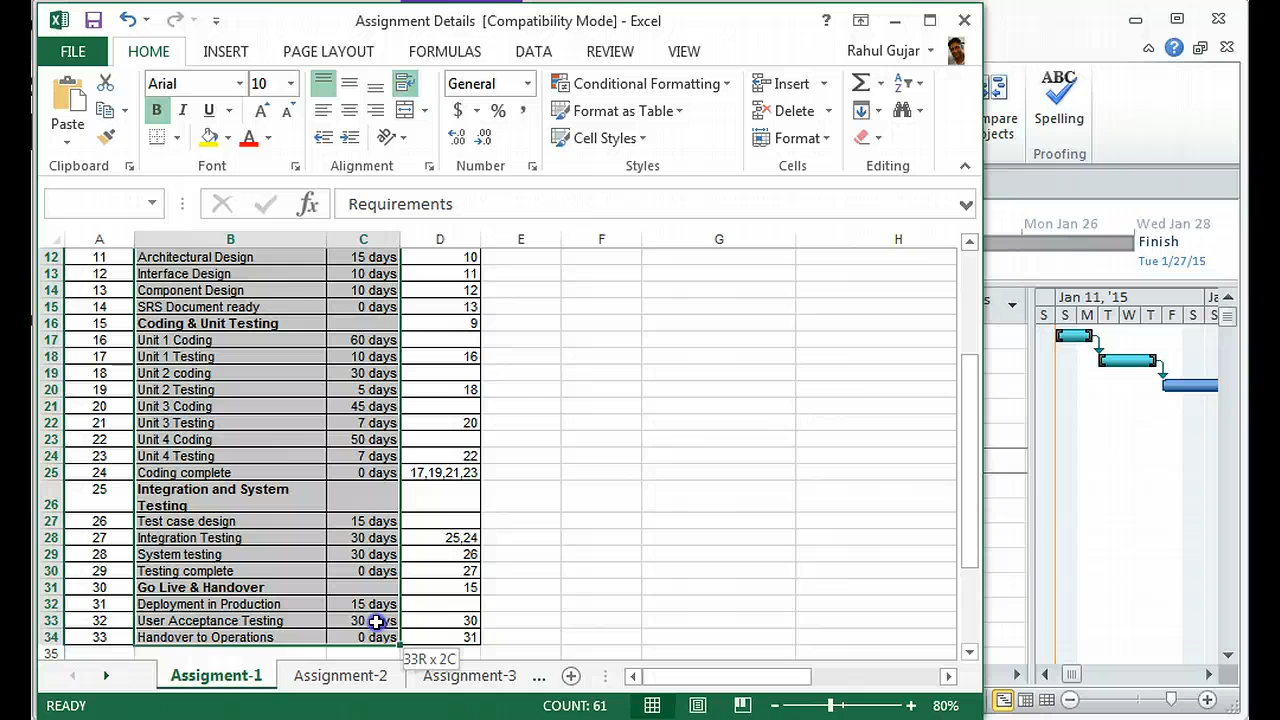 Assignment Details [Compatibility Mode] - Excel
?
FILE HOME INSERT PAGE LAYOUT FORMULAS DATA REVIEW VIEW Rahul Gujar
Paste
Clipboard
Arial 10
B I U A A
A
Font
Alignment
General
$ % ,
Number
Conditional Formatting
Format as Table
Cell Styles
Styles
Insert
Delete
Format
Cells
Editing
mpare
ojects
ABC
Spelling
Proofing
fx Requirements
Mon Jan 26 Wed Jan 28
Finish
Tue 1/27/15
s
Jan 11, '15 Ja
S S M T W T F S S
A B C D E F G H
12 11 Architectural Design 15 days 10
13 12 Interface Design 10 days 11
14 13 Component Design 10 days 12
15 14 SRS Document ready 0 days 13
16 15 Coding & Unit Testing 9
17 16 Unit 1 Coding 60 days
18 17 Unit 1 Testing 10 days 16
19 18 Unit 2 coding 30 days
20 19 Unit 2 Testing 5 days 18
21 20 Unit 3 Coding 45 days
22 21 Unit 3 Testing 7 days 20
23 22 Unit 4 Coding 50 days
24 23 Unit 4 Testing 7 days 22
25 24 Coding complete 0 days 17,19,21,23
26 25 Integration and System
Testing
27 26 Test case design 15 days
28 27 Integration Testing 30 days 25,24
29 28 System testing 30 days 26
30 29 Testing complete 0 days 27
31 30 Go Live & Handover 15
32 31 Deployment in Production 15 days
33 32 User Acceptance Testing 30 days 30
34 33 Handover to Operations 0 days 31
35
33R x 2C
Assigment-1 Assignment-2 Assignment-3 ...
READY COUNT: 61 80%